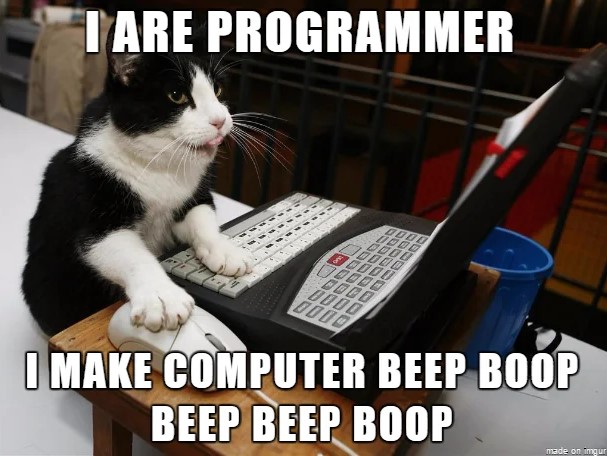 I ARE PROGRAMMER
I MAKE COMPUTER BEEP BOOP
BEEP BEEP BOOP
made on imgur